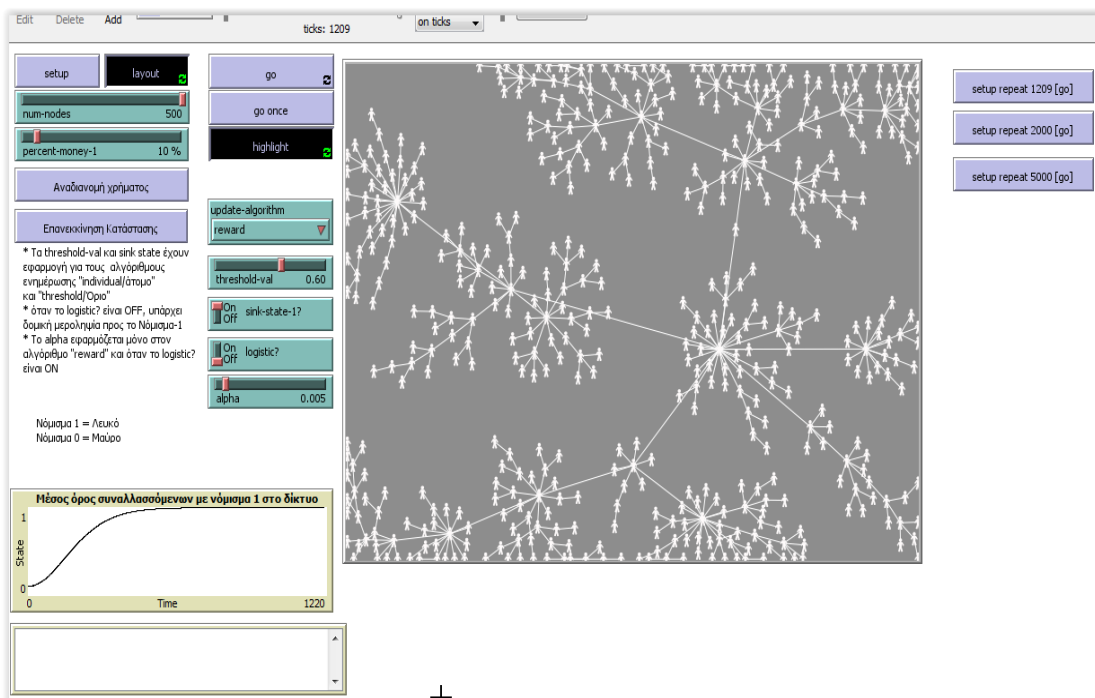 Edit Delete Add
on ticks
ticks: 1209
setup
layout
go
num-nodes 500
go once
percent-money-1 10 %
highlight
Αναδιανομή χρήματος
Επανεκκίνηση Κατάστασης
update-algorithm
reward
* Τα threshold-val και sink state έχουν
εφαρμογή για τους αλγόριθμους
ενημέρωσης "individual/άτομο"
και "threshold/Όριο"
* όταν το logistic? είναι OFF, υπάρχει
δομική μεροληψία προς το Νόμισμα-1
* Το alpha εφαρμόζεται μόνο στον
αλγόριθμο "reward" και όταν το logistic?
είναι ON
threshold-val 0.60
On
Off
sink-state-1?
On
Off
logistic?
alpha 0.005
Νόμισμα 1 = Λευκό
Νόμισμα 0 = Μαύρο
Μέσος όρος συναλλασσόμενων με νόμισμα 1 στο δίκτυο
1
State
0
0 Time 1220
setup repeat 1209 [go]
setup repeat 2000 [go]
setup repeat 5000 [go]